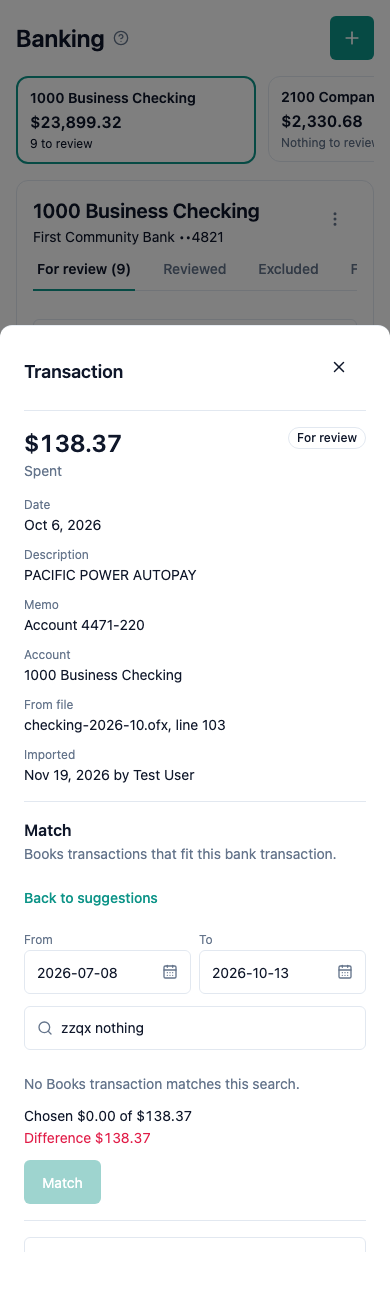 Banking
1000 Business Checking
$23,899.32
9 to review
2100 Compan
$2,330.68
Nothing to review
1000 Business Checking
First Community Bank ••4821
For review (9)
Reviewed
Excluded
F
Transaction
$138.37
For review
Spent
Date
Oct 6, 2026
Description
PACIFIC POWER AUTOPAY
Memo
Account 4471-220
Account
1000 Business Checking
From file
checking-2026-10.ofx, line 103
Imported
Nov 19, 2026 by Test User
Match
Books transactions that fit this bank transaction.
Back to suggestions
From
To
2026-07-08
2026-10-13
zzqx nothing
No Books transaction matches this search.
Chosen $0.00 of $138.37
Difference $138.37
Match